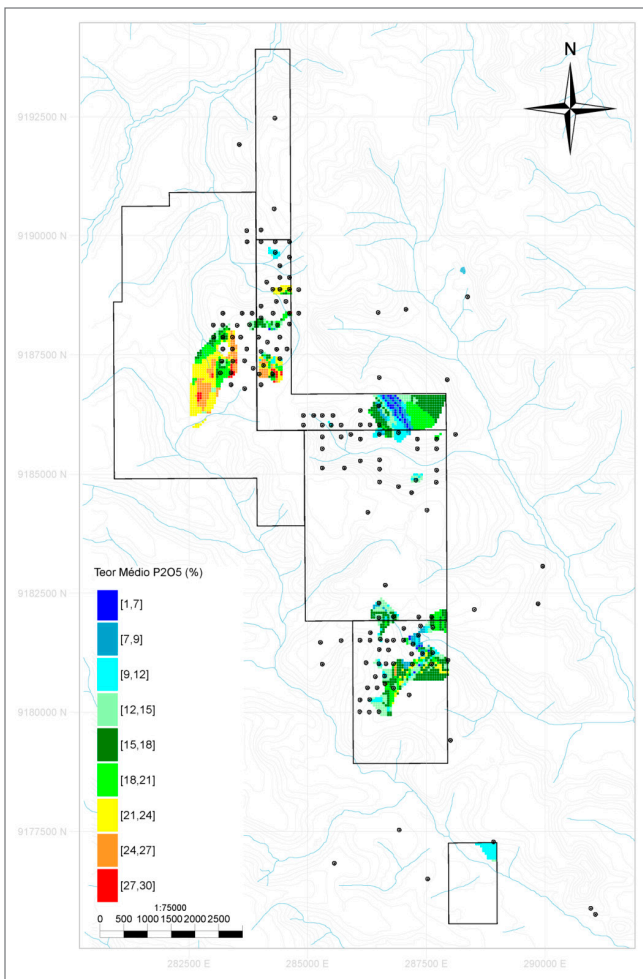 N
9192500 N
9190000 N
9187500 N
9185000 N
9182500 N
9180000 N
9177500 N
Teor Médio P2O5 (%)
[1,7]
[7,9]
[9,12]
[12,15]
[15,18]
[18,21]
[21,24]
[24,27]
[27,30]
1:75000
0 500 1000 1500 2000 2500
282500 E 285000 E 287500 E 290000 E